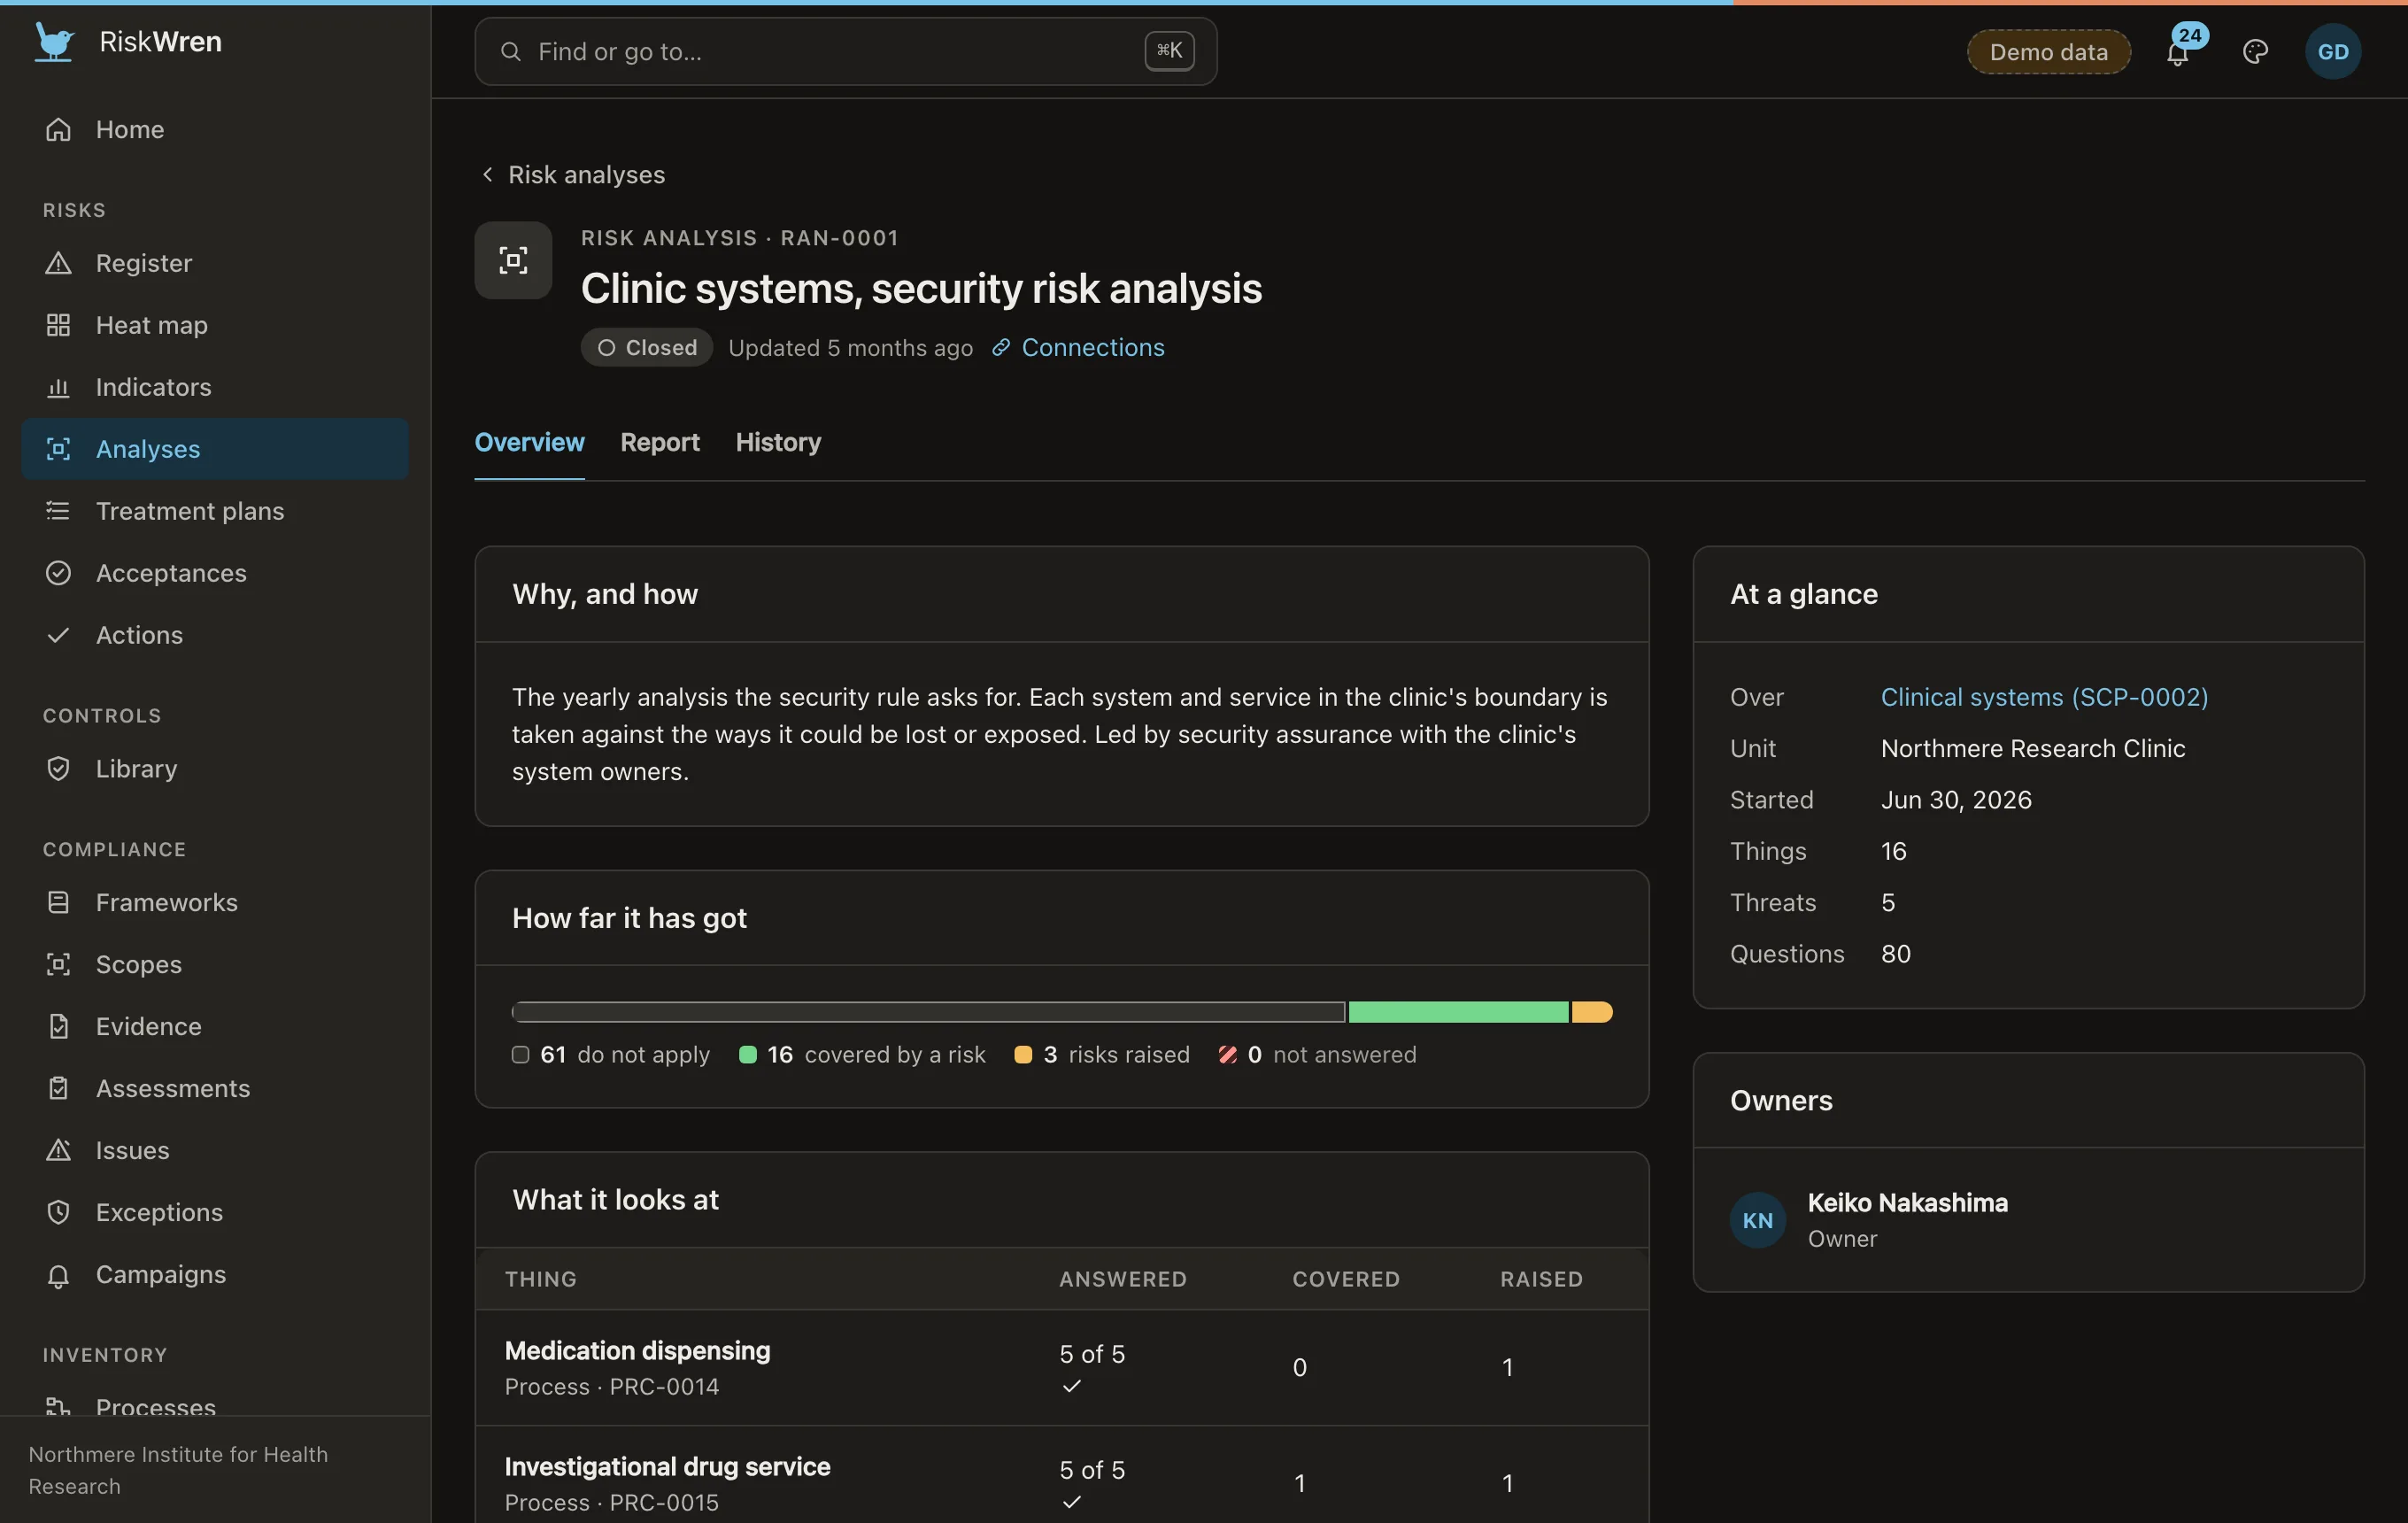 RiskWren
Find or go to...
⌘K
Demo data
24
GD
Home
RISKS
Register
Heat map
Indicators
Analyses
Treatment plans
Acceptances
Actions
CONTROLS
Library
COMPLIANCE
Frameworks
Scopes
Evidence
Assessments
Issues
Exceptions
Campaigns
INVENTORY
Processes
Northmere Institute for Health
Research
Risk analyses
RISK ANALYSIS · RAN-0001
Clinic systems, security risk analysis
Closed
Updated 5 months ago
Connections
Overview
Report
History
Why, and how
The yearly analysis the security rule asks for. Each system and service in the clinic's boundary is
taken against the ways it could be lost or exposed. Led by security assurance with the clinic's
system owners.
How far it has got
61 do not apply
16 covered by a risk
3 risks raised
0 not answered
What it looks at
THING ANSWERED COVERED RAISED
Medication dispensing
Process · PRC-0014
5 of 5
0
1
Investigational drug service
Process · PRC-0015
5 of 5
1
1
At a glance
Over Clinical systems (SCP-0002)
Unit Northmere Research Clinic
Started Jun 30, 2026
Things 16
Threats 5
Questions 80
Owners
KN
Keiko Nakashima
Owner